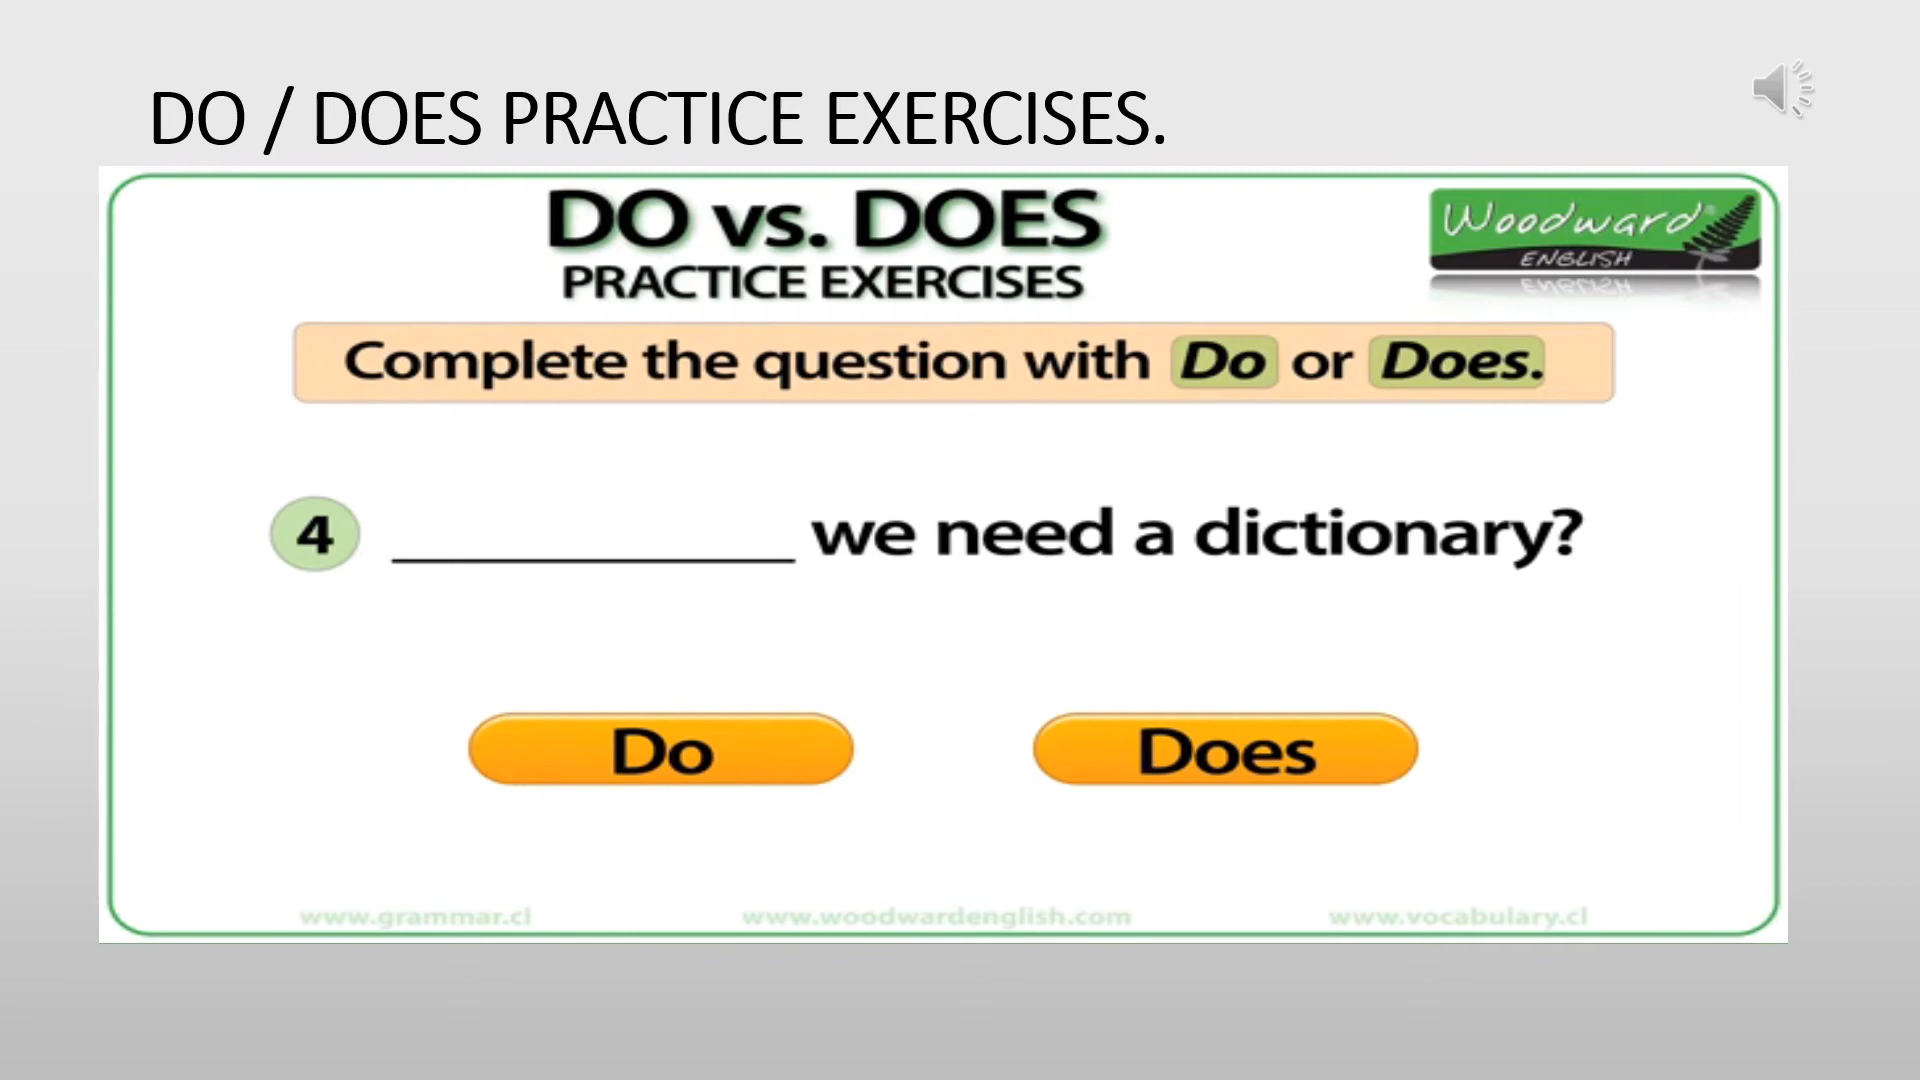 DO / DOES PRACTICE EXERCISES.
DO vs. DOES
PRACTICE EXERCISES
Woodward®
ENGLISH
Complete the question with Do or Does.
4 __________ we need a dictionary?
Do Does
www.grammar.cl www.woodwardenglish.com www.vocabulary.cl